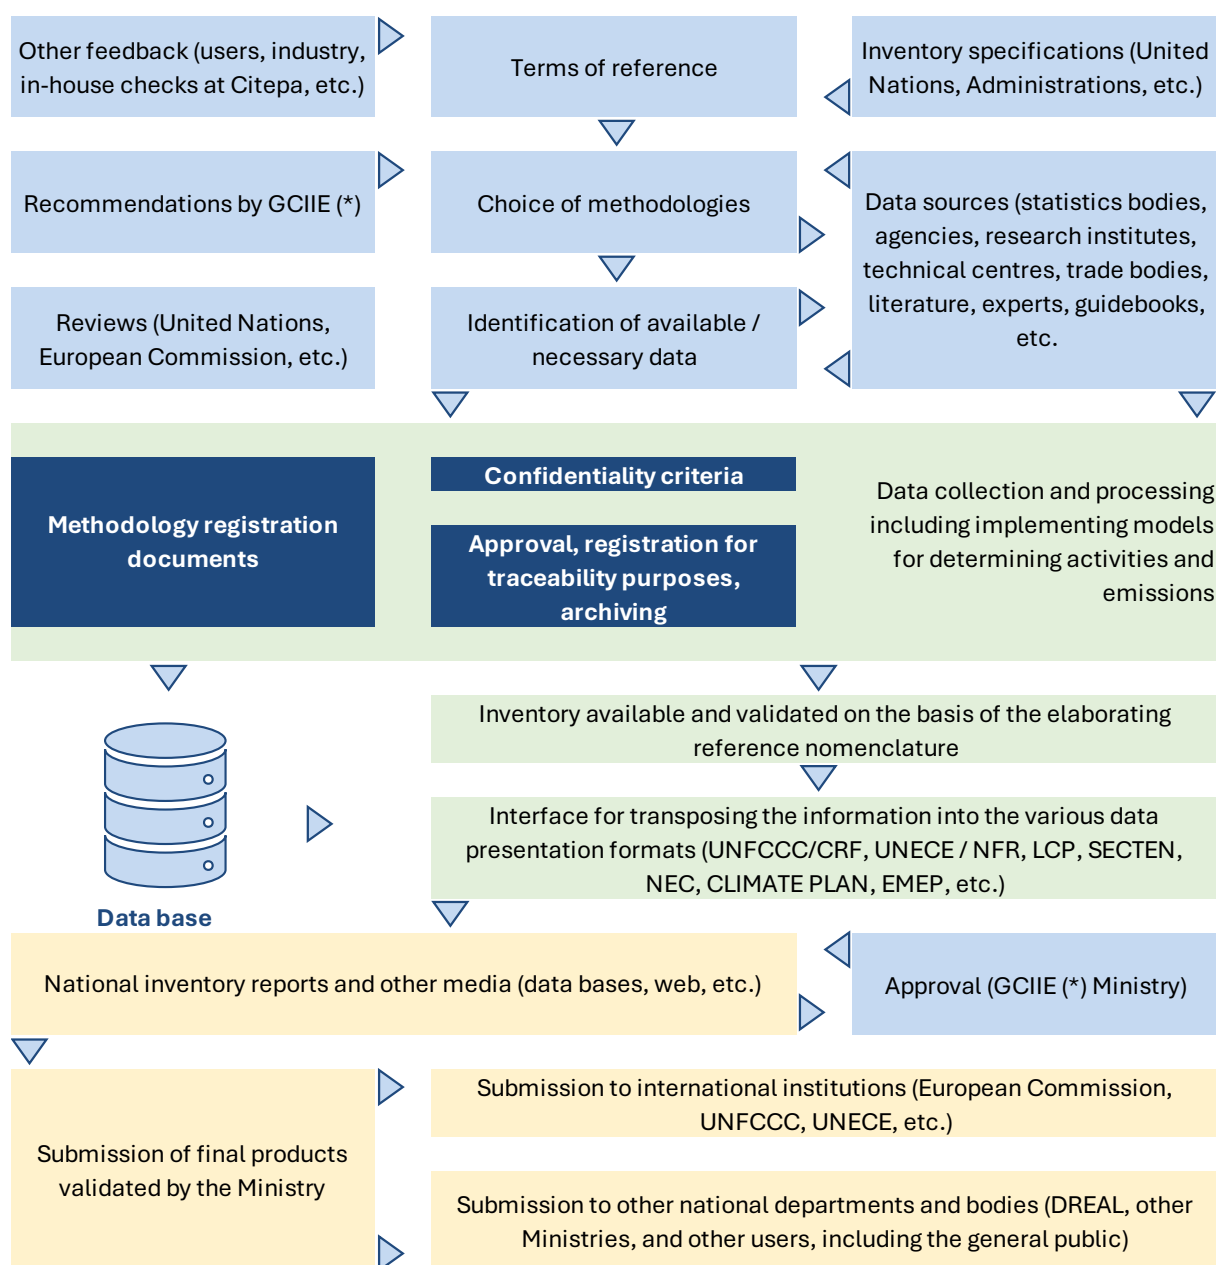 Other feedback (users, industry,
in-house checks at Citepa, etc.)
Terms of reference
Inventory specifications (United
Nations, Administrations, etc.)
Recommendations by GCIIE (*)
Choice of methodologies
Data sources (statistics bodies,
agencies, research institutes,
technical centres, trade bodies,
literature, experts, guidebooks,
etc.
Reviews (United Nations,
European Commission, etc.)
Identification of available /
necessary data
Methodology registration
documents
Confidentiality criteria
Approval, registration for
traceability purposes,
archiving
Data collection and processing
including implementing models
for determining activities and
emissions
Inventory available and validated on the basis of the elaborating
reference nomenclature
Interface for transposing the information into the various data
presentation formats (UNFCCC/CRF, UNECE / NFR, LCP, SECTEN,
NEC, CLIMATE PLAN, EMEP, etc.)
Data base
National inventory reports and other media (data bases, web, etc.)
Approval (GCIIE (*) Ministry)
Submission of final products
validated by the Ministry
Submission to international institutions (European Commission,
UNFCCC, UNECE, etc.)
Submission to other national departments and bodies (DREAL, other
Ministries, and other users, including the general public)